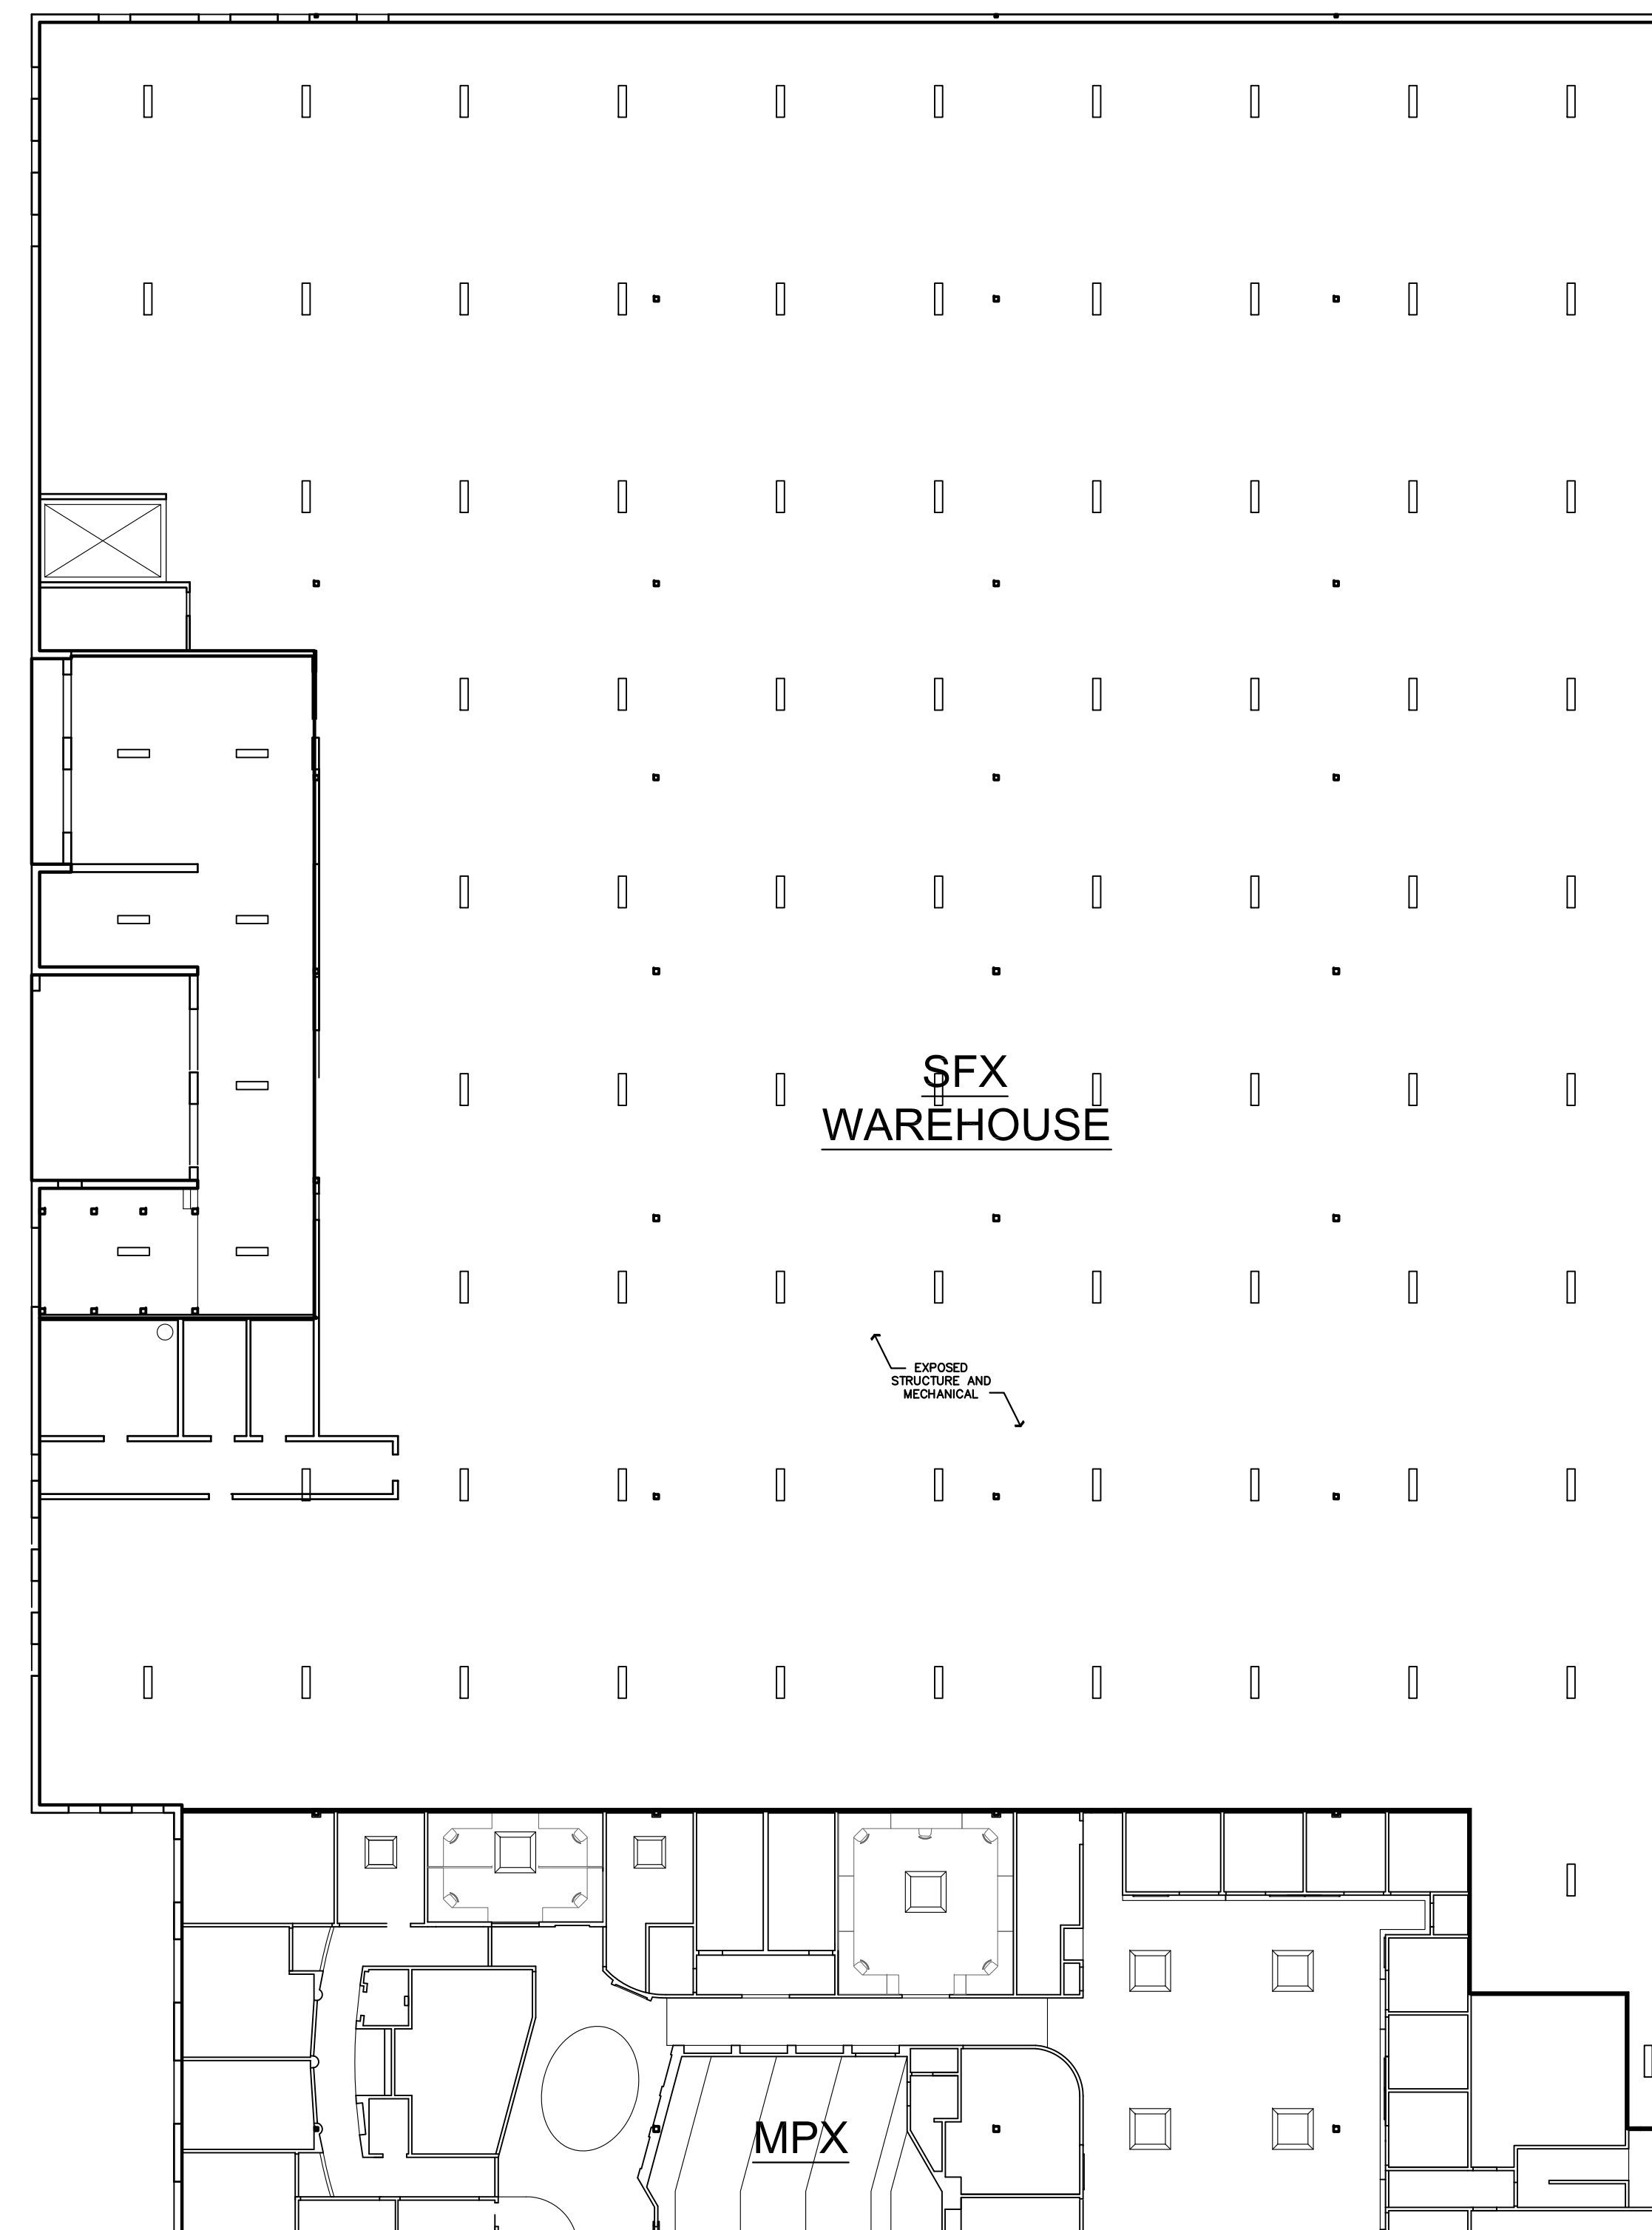 SFX
WAREHOUSE
EXPOSED
STRUCTURE AND
MECHANICAL
MPX